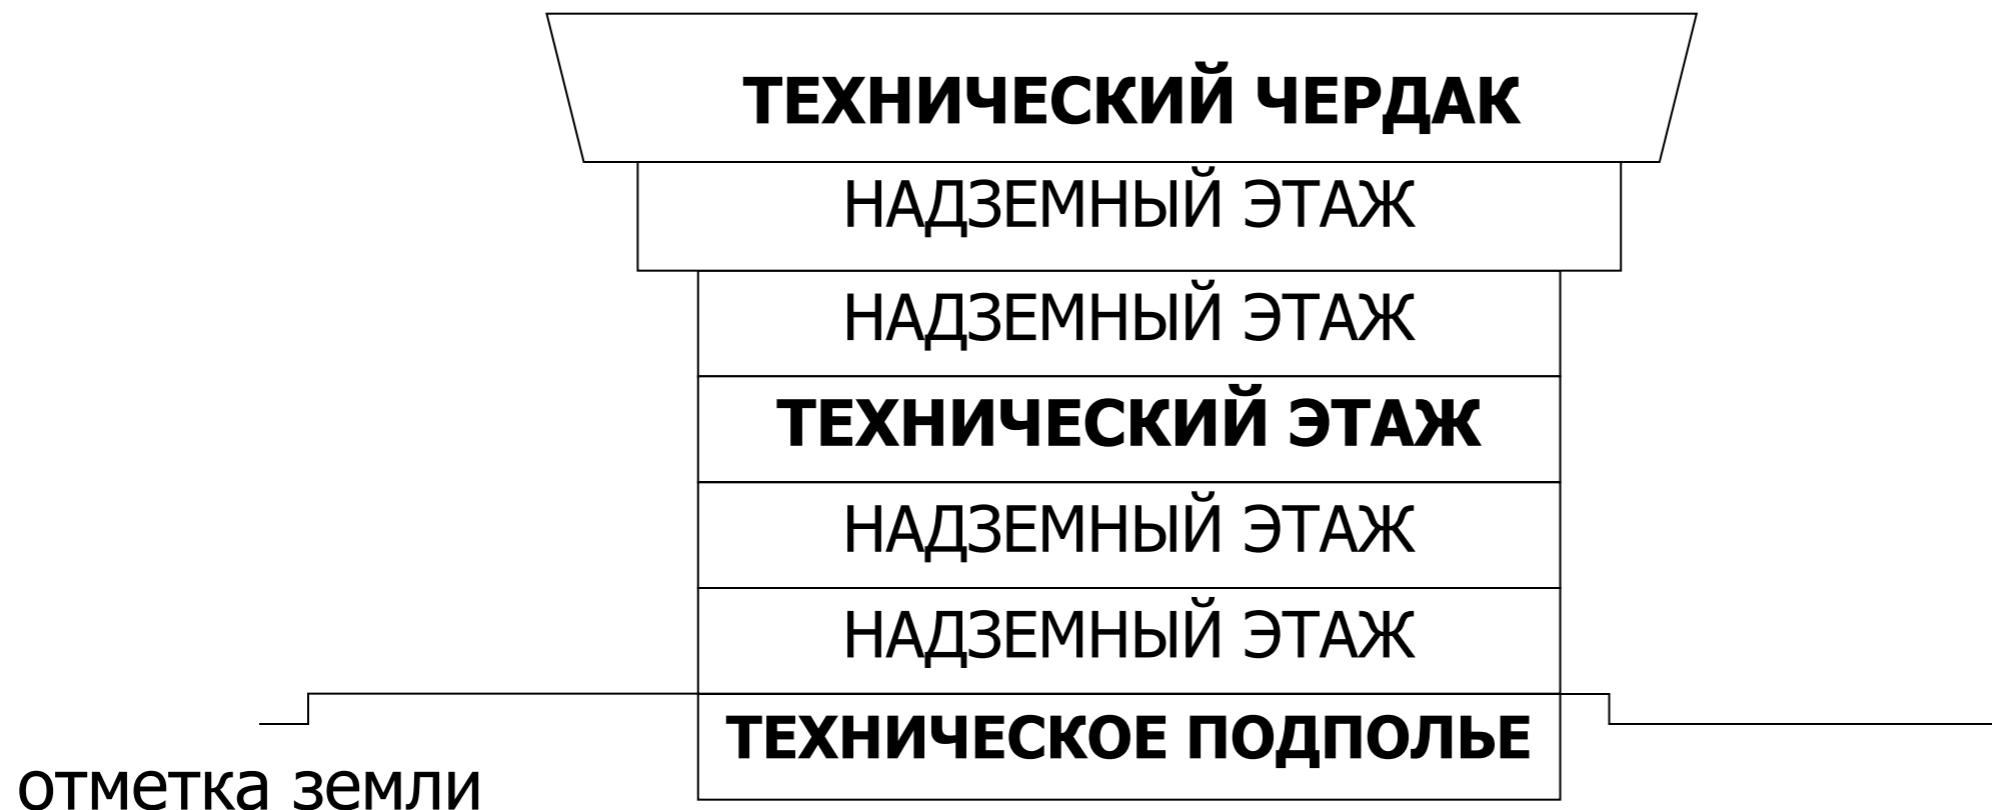 ТЕХНИЧЕСКИЙ ЧЕРДАК
НАДЗЕМНЫЙ ЭТАЖ
НАДЗЕМНЫЙ ЭТАЖ
ТЕХНИЧЕСКИЙ ЭТАЖ
НАДЗЕМНЫЙ ЭТАЖ
НАДЗЕМНЫЙ ЭТАЖ
ТЕХНИЧЕСКОЕ ПОДПОЛЬЕ
отметка земли